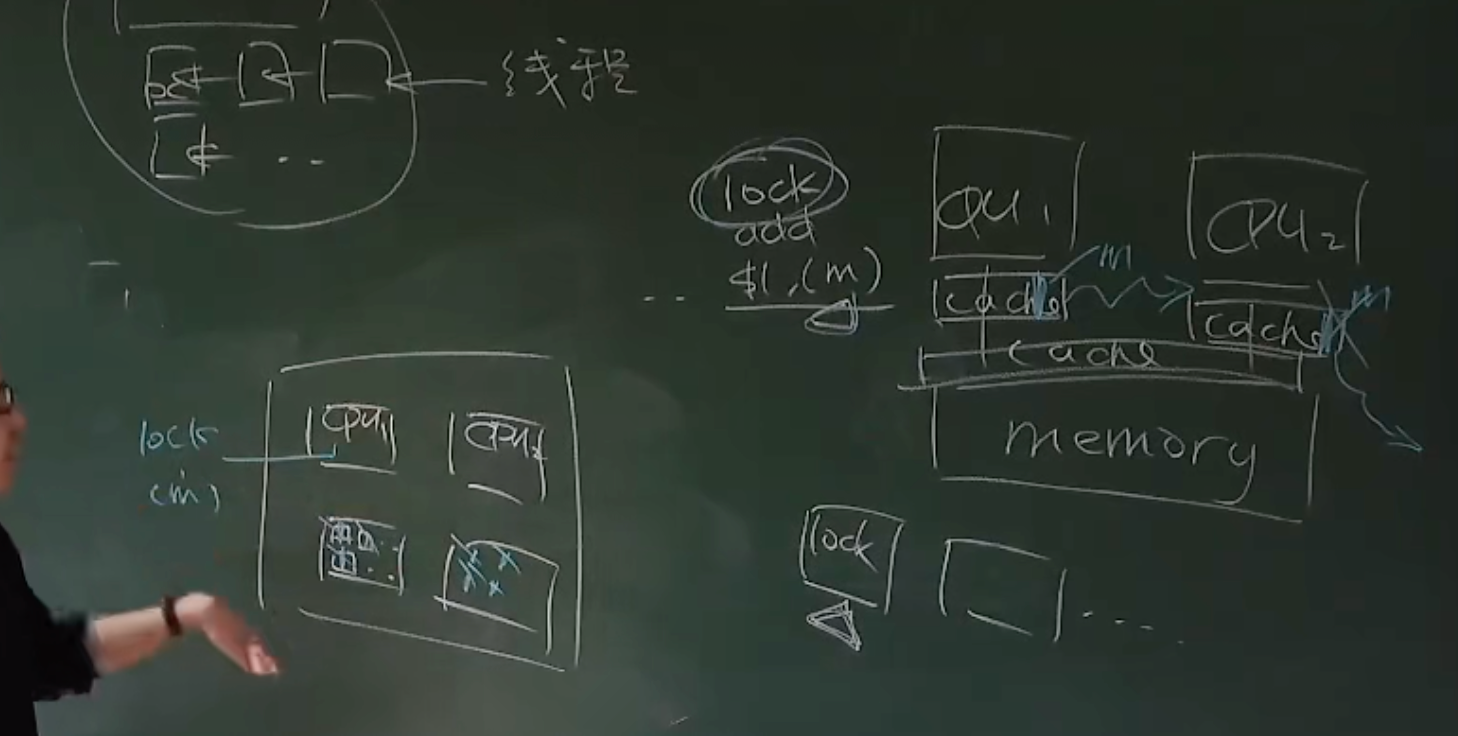 线程
lock
add
$1,(m)
..
CPU1
cache
m
CPU2
cache
m
cache
memory
lock
(m)
CPU1
CPU2
lock
....